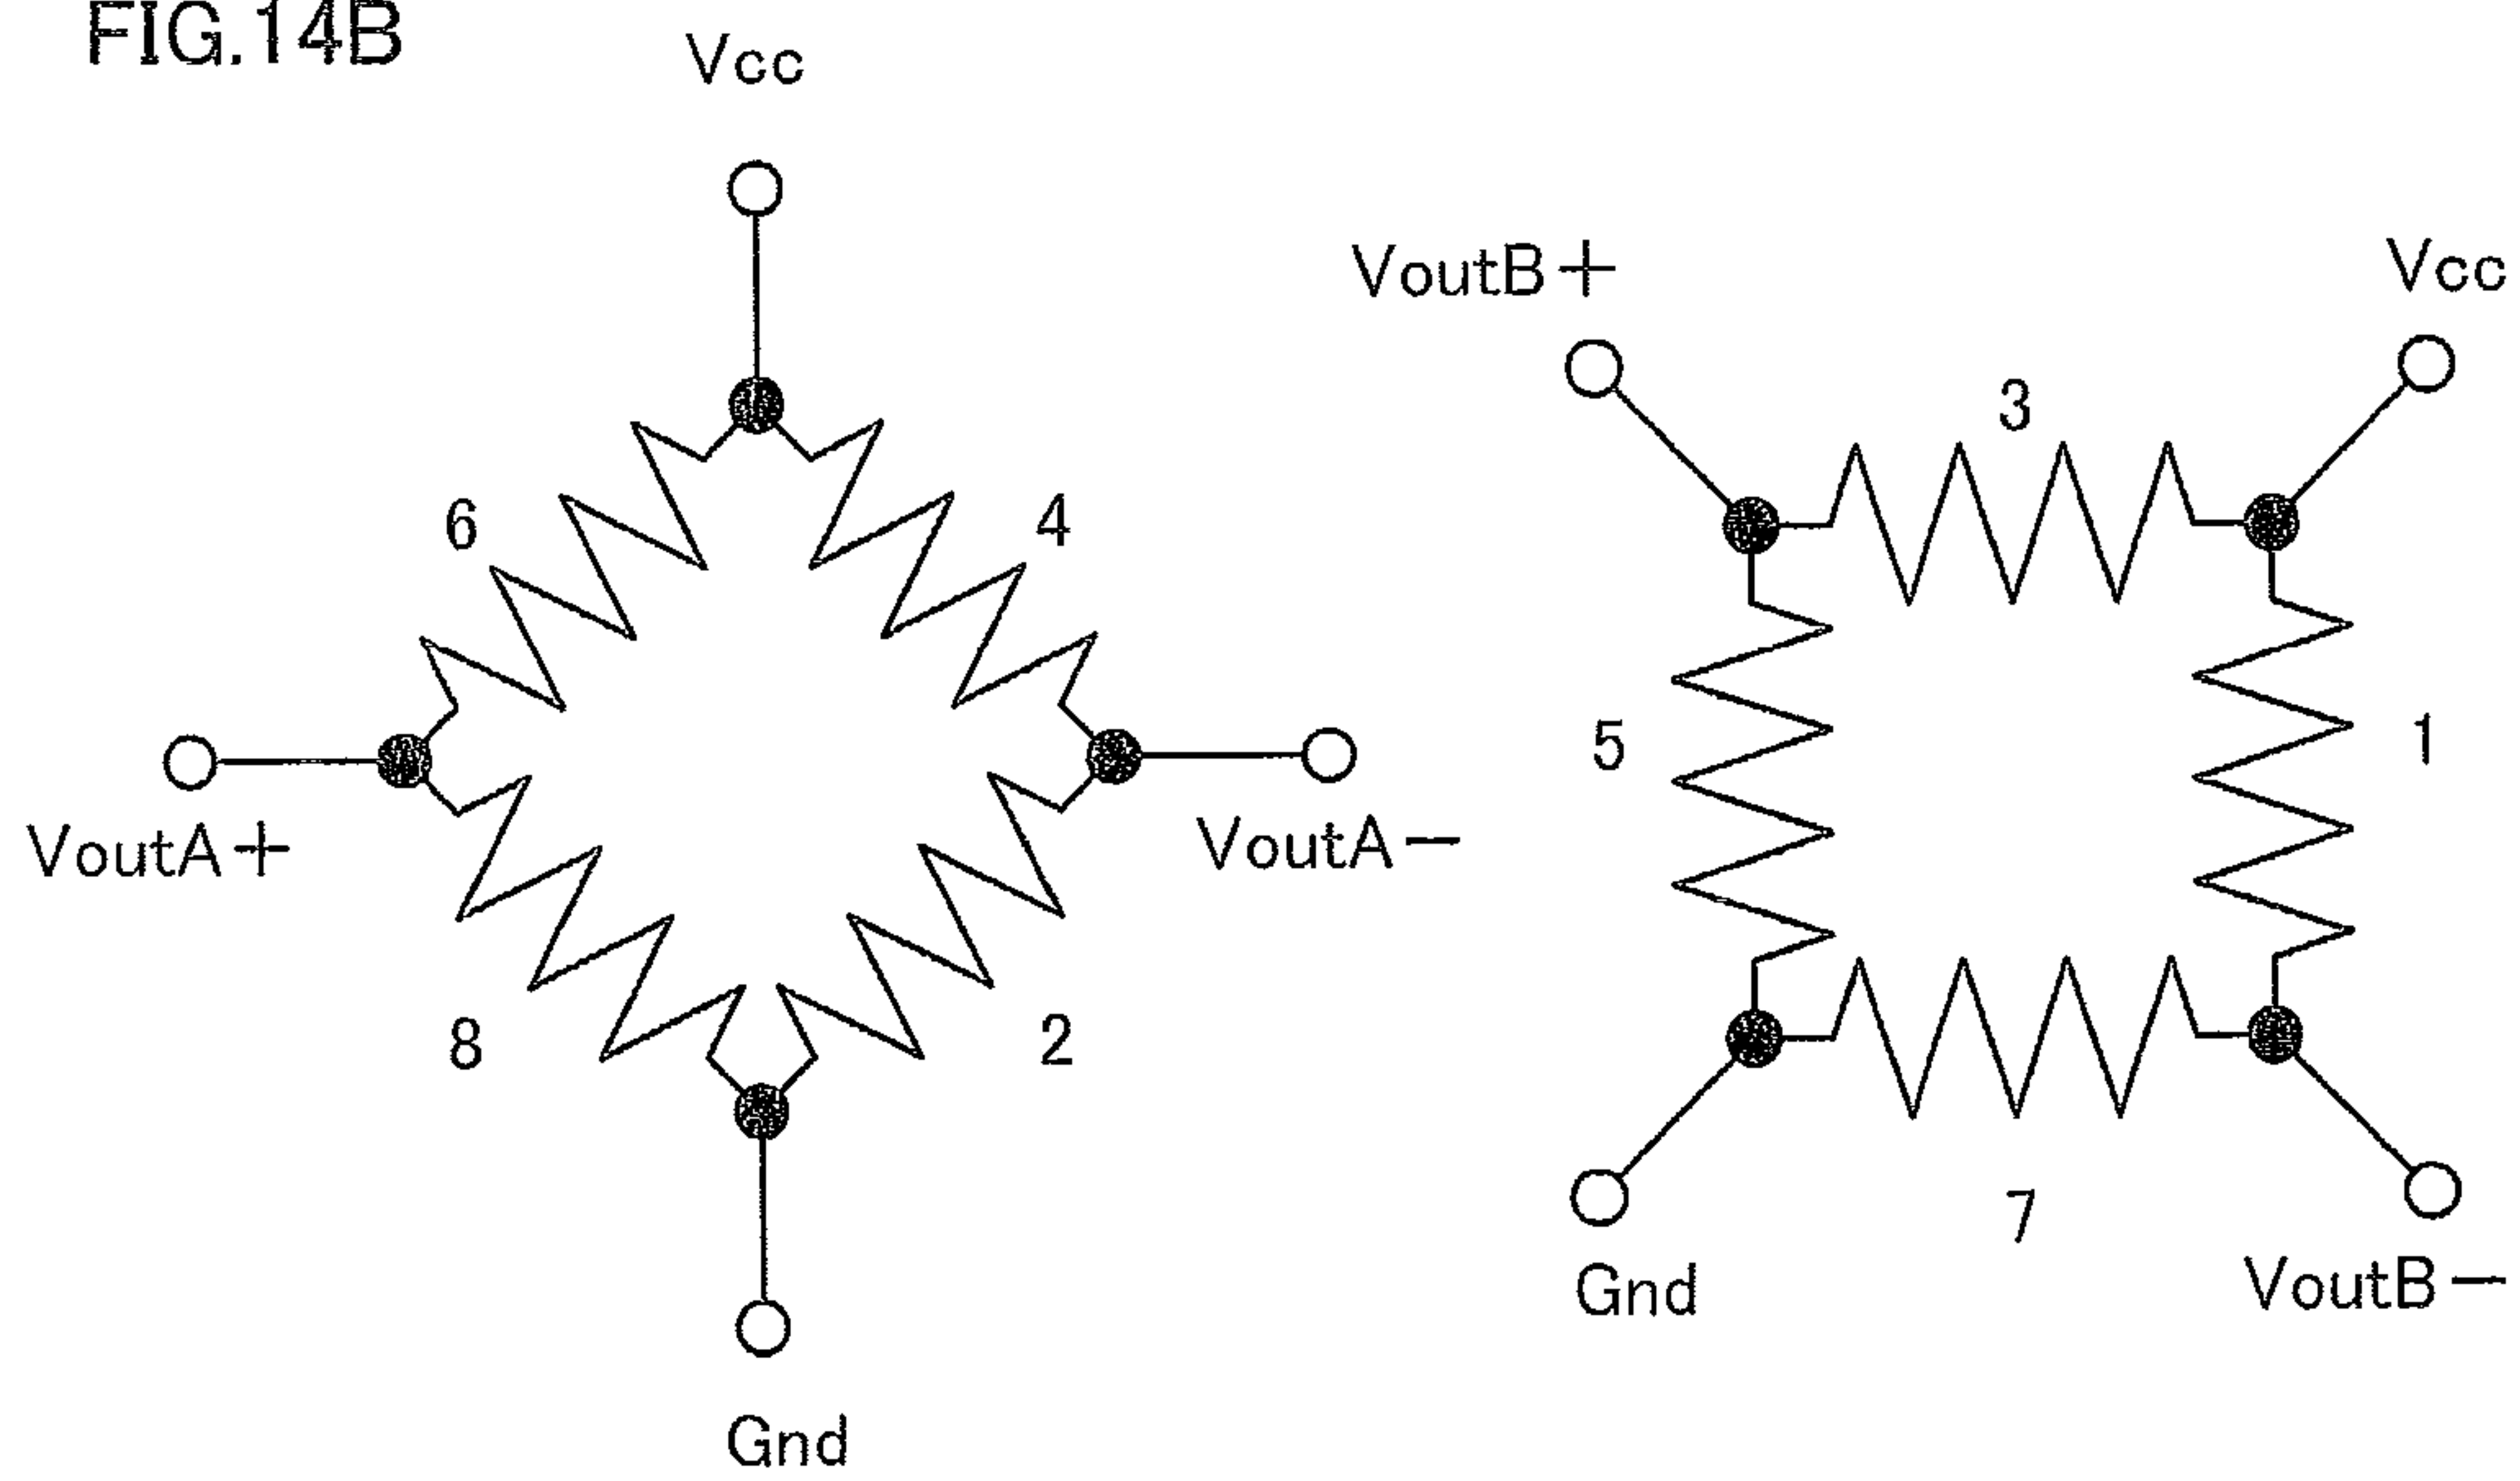 FIG.14B
Vcc
VoutB+
Vcc
3
6
4
5
1
VoutA+
VoutA−
8
2
7
Gnd
VoutB−
Gnd